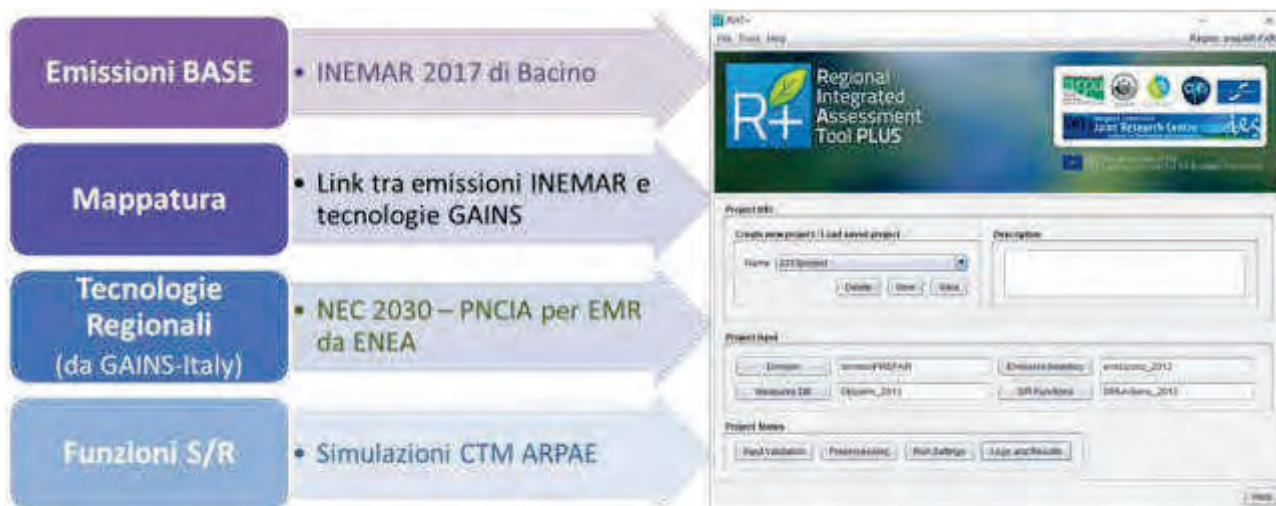 Emissioni BASE
• INEMAR 2017 di Bacino
Mappatura
• Link tra emissioni INEMAR e
tecnologie GAINS
Tecnologie
Regionali
(da GAINS-Italy)
• NEC 2030 – PNCIA per EMR
da ENEA
Funzioni S/R
• Simulazioni CTM ARPAE
File Tools Help
R+
Regional
Integrated
Assessment
Tool PLUS
Joint Research Centre
Project Info
Create new project / Load saved project
Description
Name
Delete
Save
Project Input
Domain
Emission Inventory
emissions_2013
Measures DB
S/R Functions
SRfunctions_2013
Project Menu
Input Validation
Preprocessing
Run Settings
Logs and Results